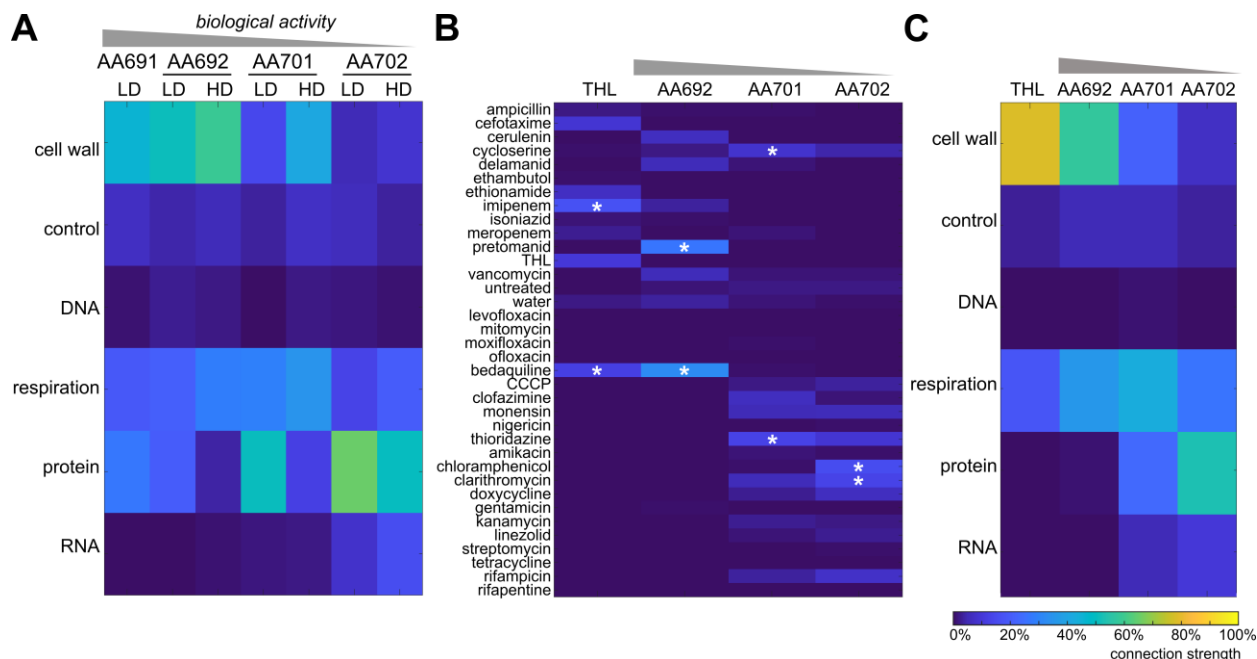 A
biological activity
AA691 AA692 AA701 AA702
LD LD HD LD HD LD HD
cell wall
control
DNA
respiration
protein
RNA
B
THL AA692 AA701 AA702
ampicillin
cefotaxime
cerulenin
cycloserine *
delamanid
ethambutol
ethionamide
imipenem *
isoniazid
meropenem
pretomanid *
THL
vancomycin
untreated
water
levofloxacin
mitomycin
moxifloxacin
ofloxacin
bedaquiline * *
CCCP
clofazimine
monensin
nigericin
thioridazine *
amikacin
chloramphenicol *
clarithromycin *
doxycycline
gentamicin
kanamycin
linezolid
streptomycin
tetracycline
rifampicin
rifapentine
C
THL AA692 AA701 AA702
cell wall
control
DNA
respiration
protein
RNA
0% 20% 40% 60% 80% 100%
connection strength